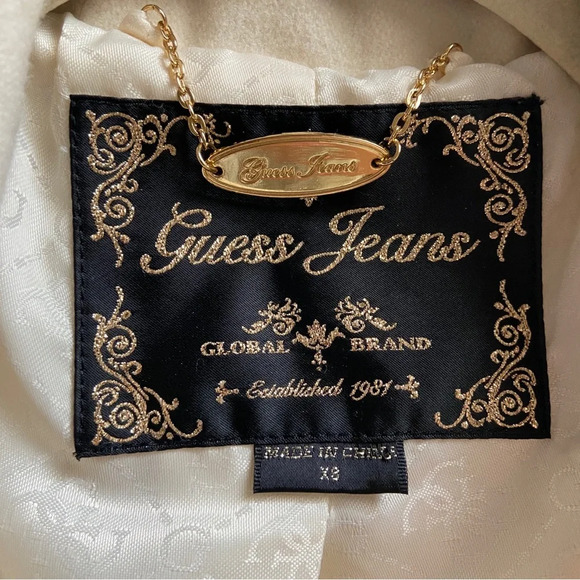 Guess Jeans
Guess Jeans
GLOBAL BRAND
Established 1981
MADE IN CHINA
XS